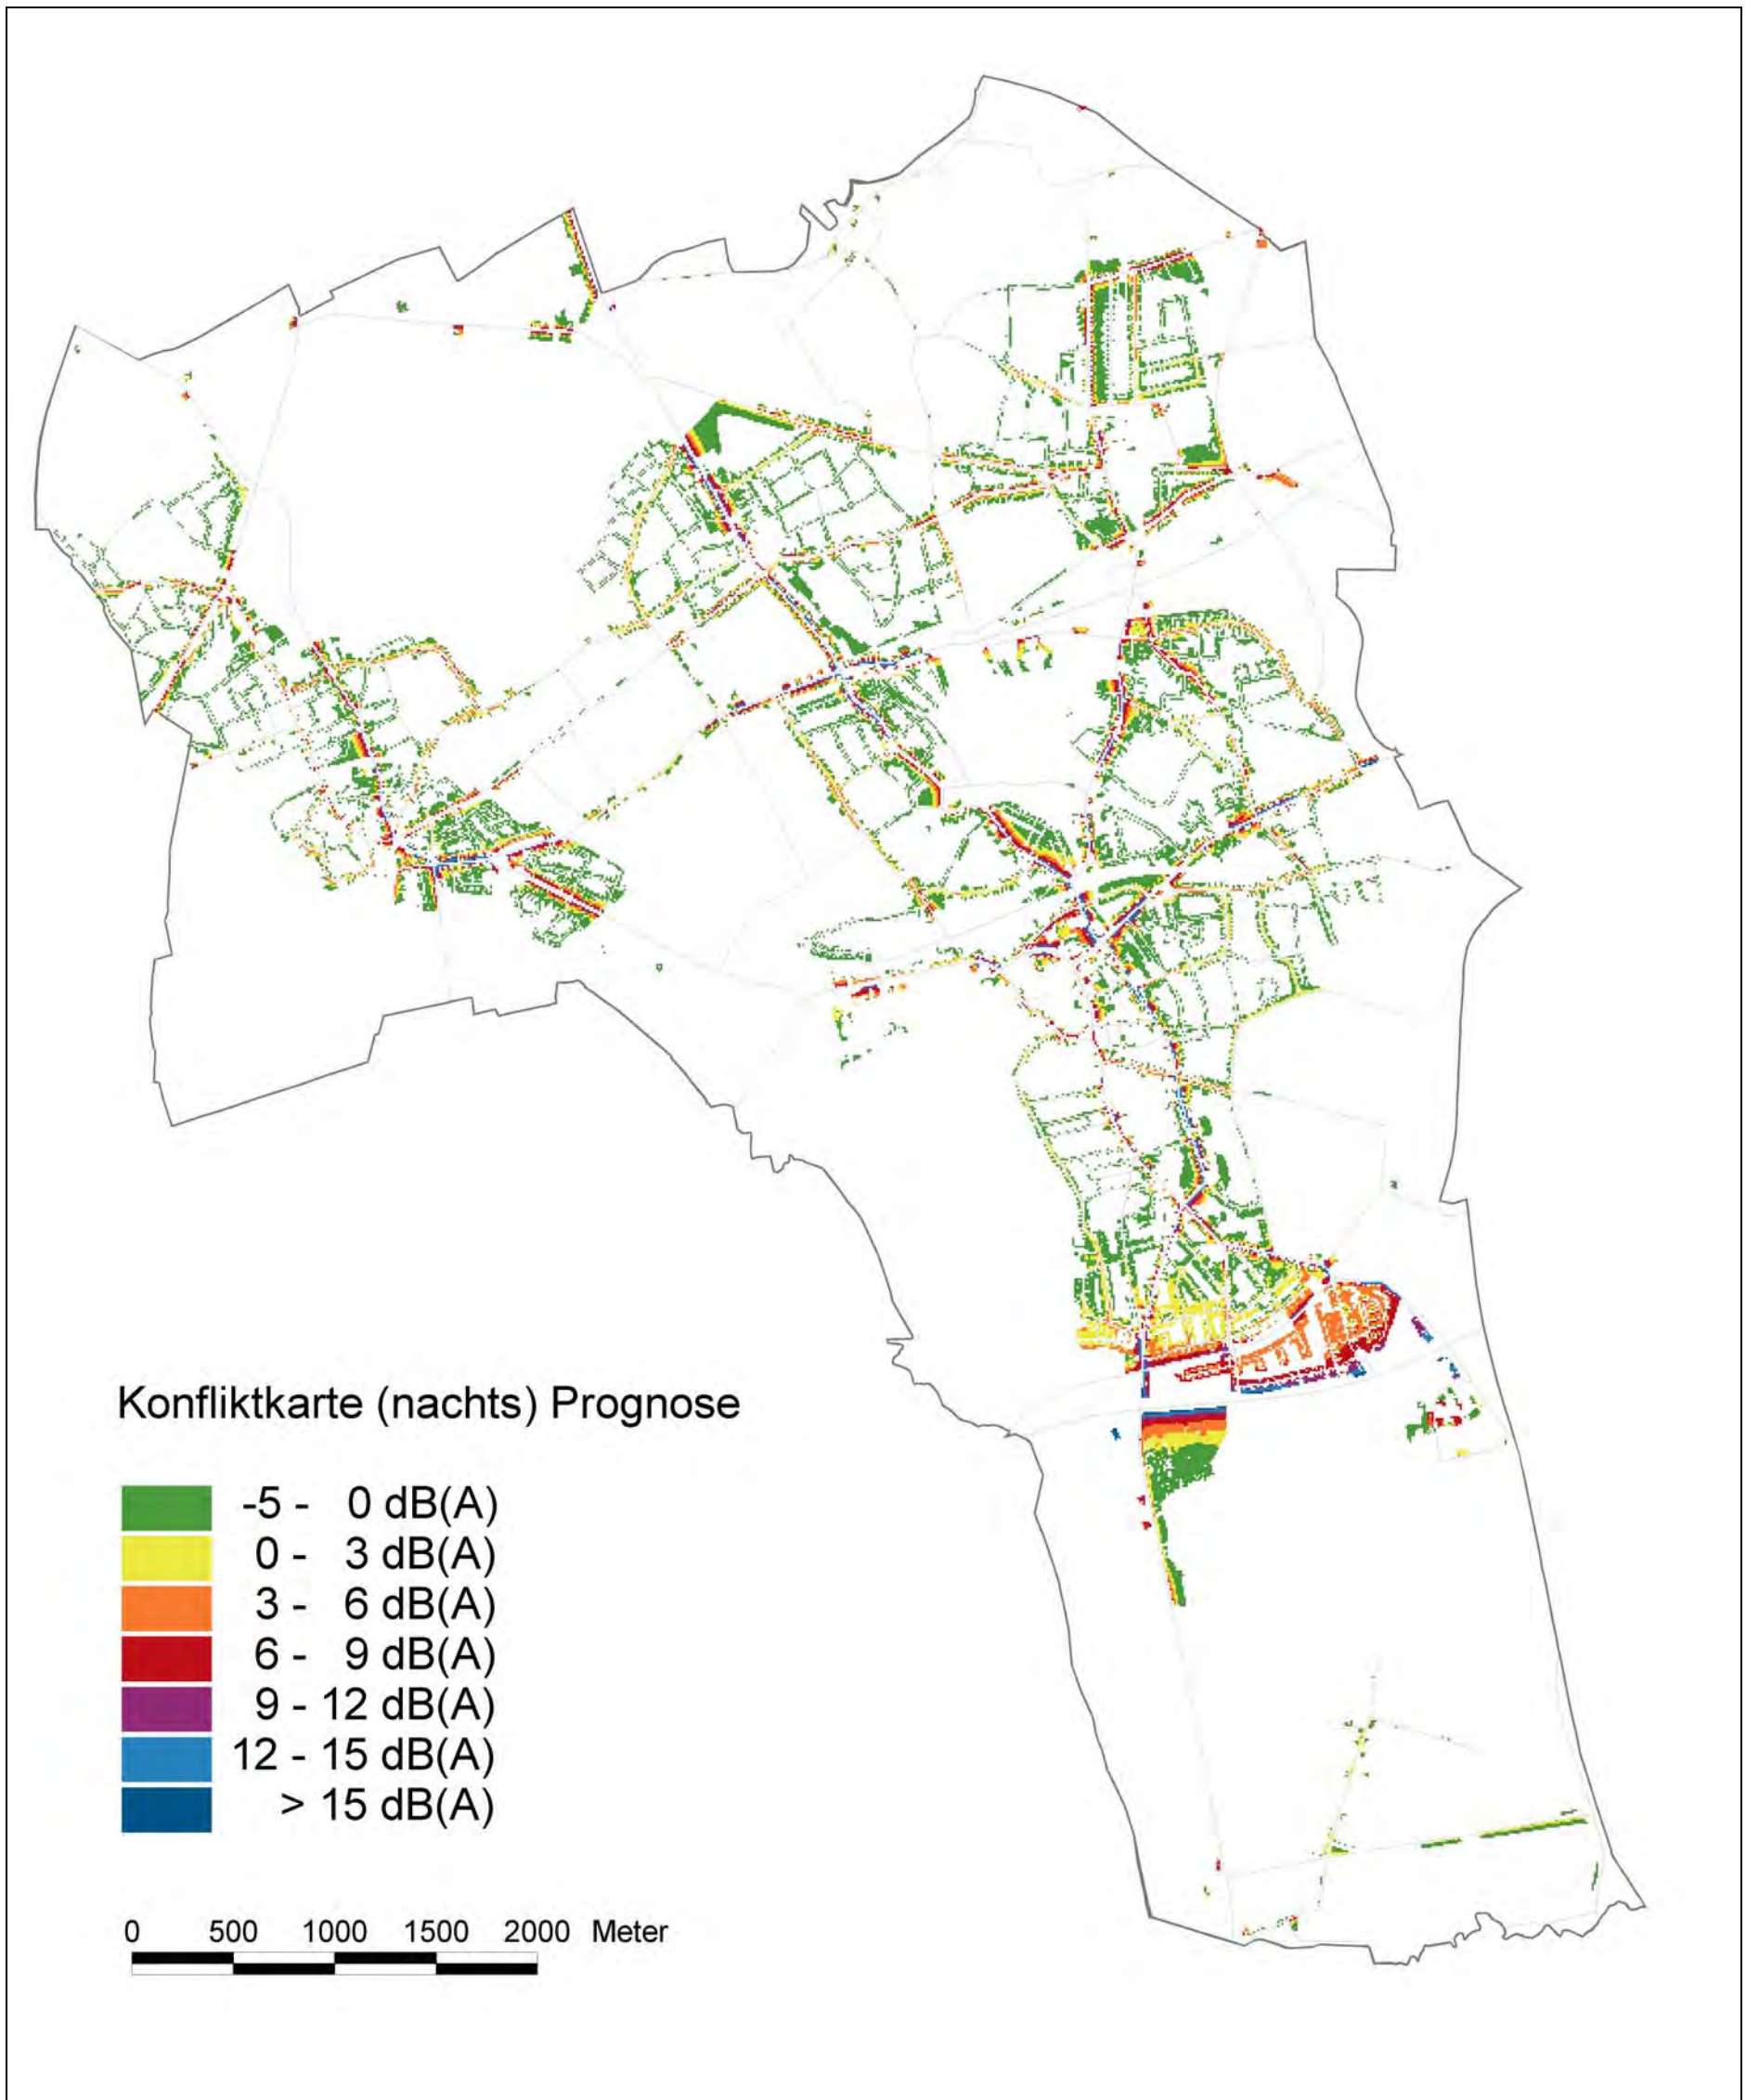 Konfliktkarte (nachts) Prognose
-5 - 0 dB(A)
0 - 3 dB(A)
3 - 6 dB(A)
6 - 9 dB(A)
9 - 12 dB(A)
12 - 15 dB(A)
> 15 dB(A)
0 500 1000 1500 2000 Meter